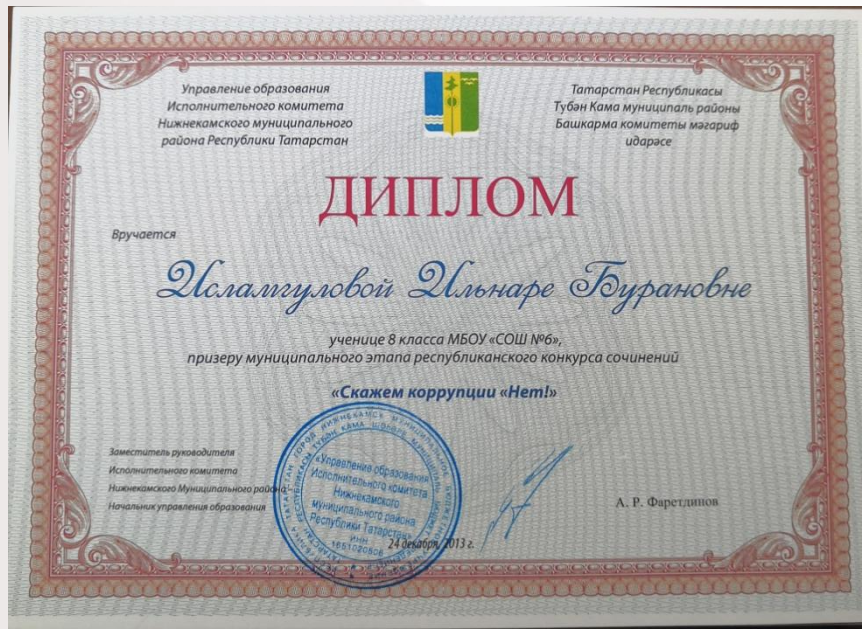 Управление образования
Исполнительного комитета
Нижнекамского муниципального
района Республики Татарстан
Татарстан Республикасы
Түбән Кама муниципаль районы
Башкарма комитеты мәгариф
идарәсе
ДИПЛОМ
Вручается
Исламгуловой Ильнаре Бурановне
ученице 8 класса МБОУ «СОШ №6»,
призеру муниципального этапа республиканского конкурса сочинений
«Скажем коррупции «Нет!»
Заместитель руководителя
Исполнительного комитета
Нижнекамского Муниципального района
Начальник управления образования
«Управление образования
Исполнительного комитета
Нижнекамского
муниципального района
Республики Татарстан»
ИНН
24 декабря, 2013 г.
А. Р. Фаретдинов